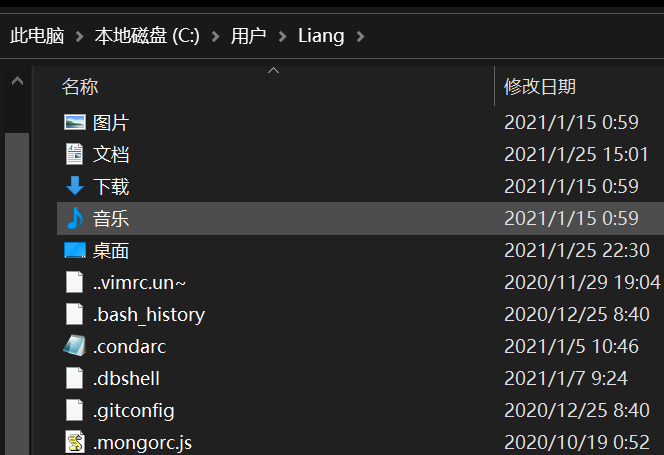 此电脑 > 本地磁盘 (C:) > 用户 > Liang >
名称 修改日期
图片 2021/1/15 0:59
文档 2021/1/25 15:01
下载 2021/1/15 0:59
音乐 2021/1/15 0:59
桌面 2021/1/25 22:30
..vimrc.un~ 2020/11/29 19:04
.bash_history 2020/12/25 8:40
.condarc 2021/1/5 10:46
.dbshell 2021/1/7 9:24
.gitconfig 2020/12/25 8:40
.mongorc.js 2020/10/19 0:52